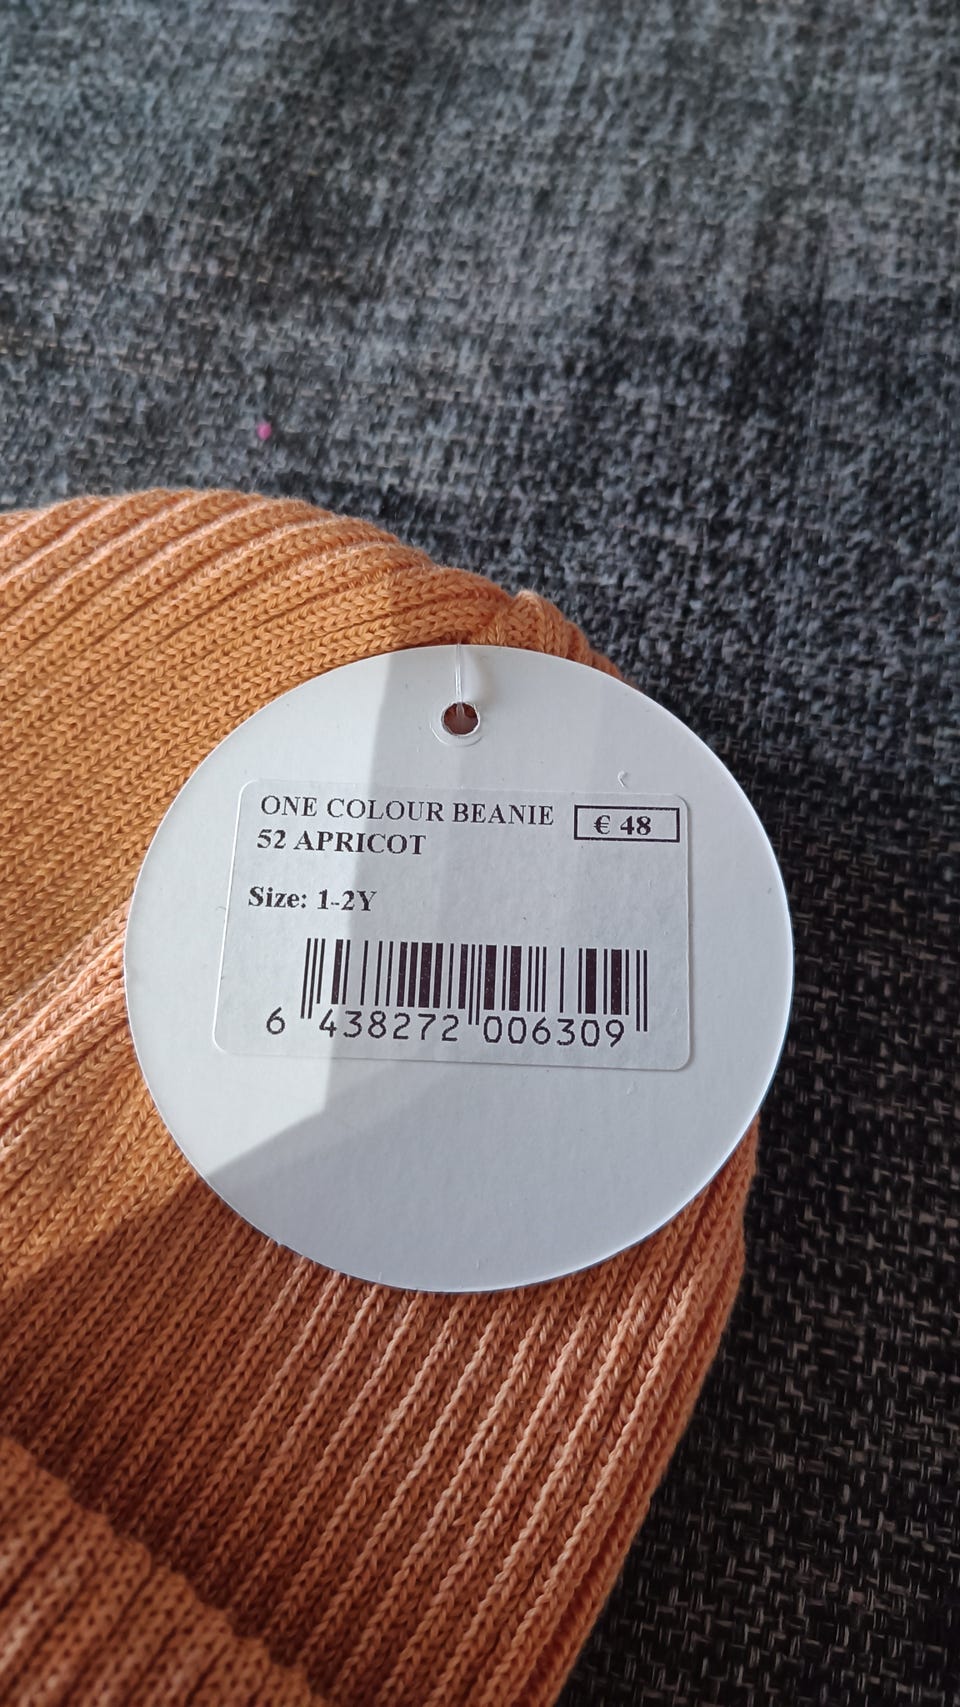 ONE COLOUR BEANIE
€ 48
52 APRICOT
Size: 1-2Y
6 438272 006309